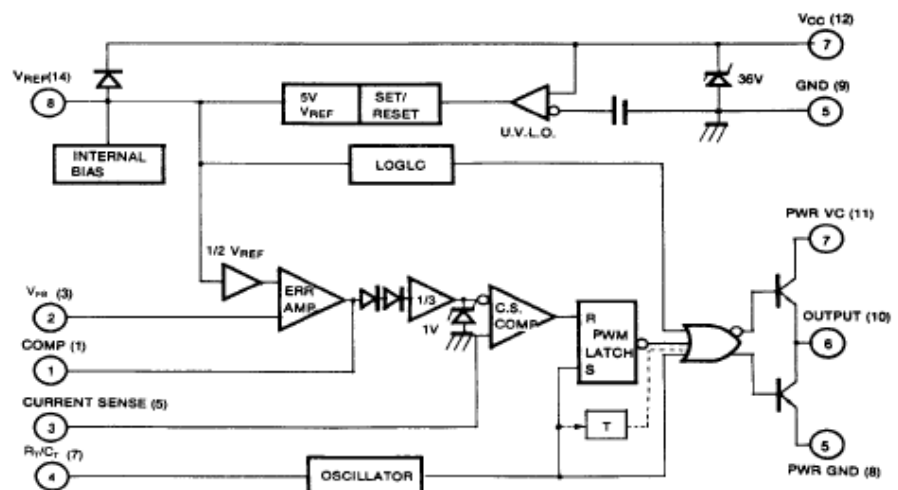 VCC (12)
7
VREF(14)
8
36V
5V
VREF
SET/
RESET
GND (9)
5
U.V.L.O.
INTERNAL
BIAS
LOGLC
PWR VC (11)
7
1/2 VREF
ERR
AMP
1/3
C.S.
COMP
1V
VFB (3)
2
COMP (1)
1
R
PWM
LATCH
S
OUTPUT (10)
6
CURRENT SENSE (5)
3
T
RT/CT (7)
4
OSCILLATOR
5
PWR GND (8)